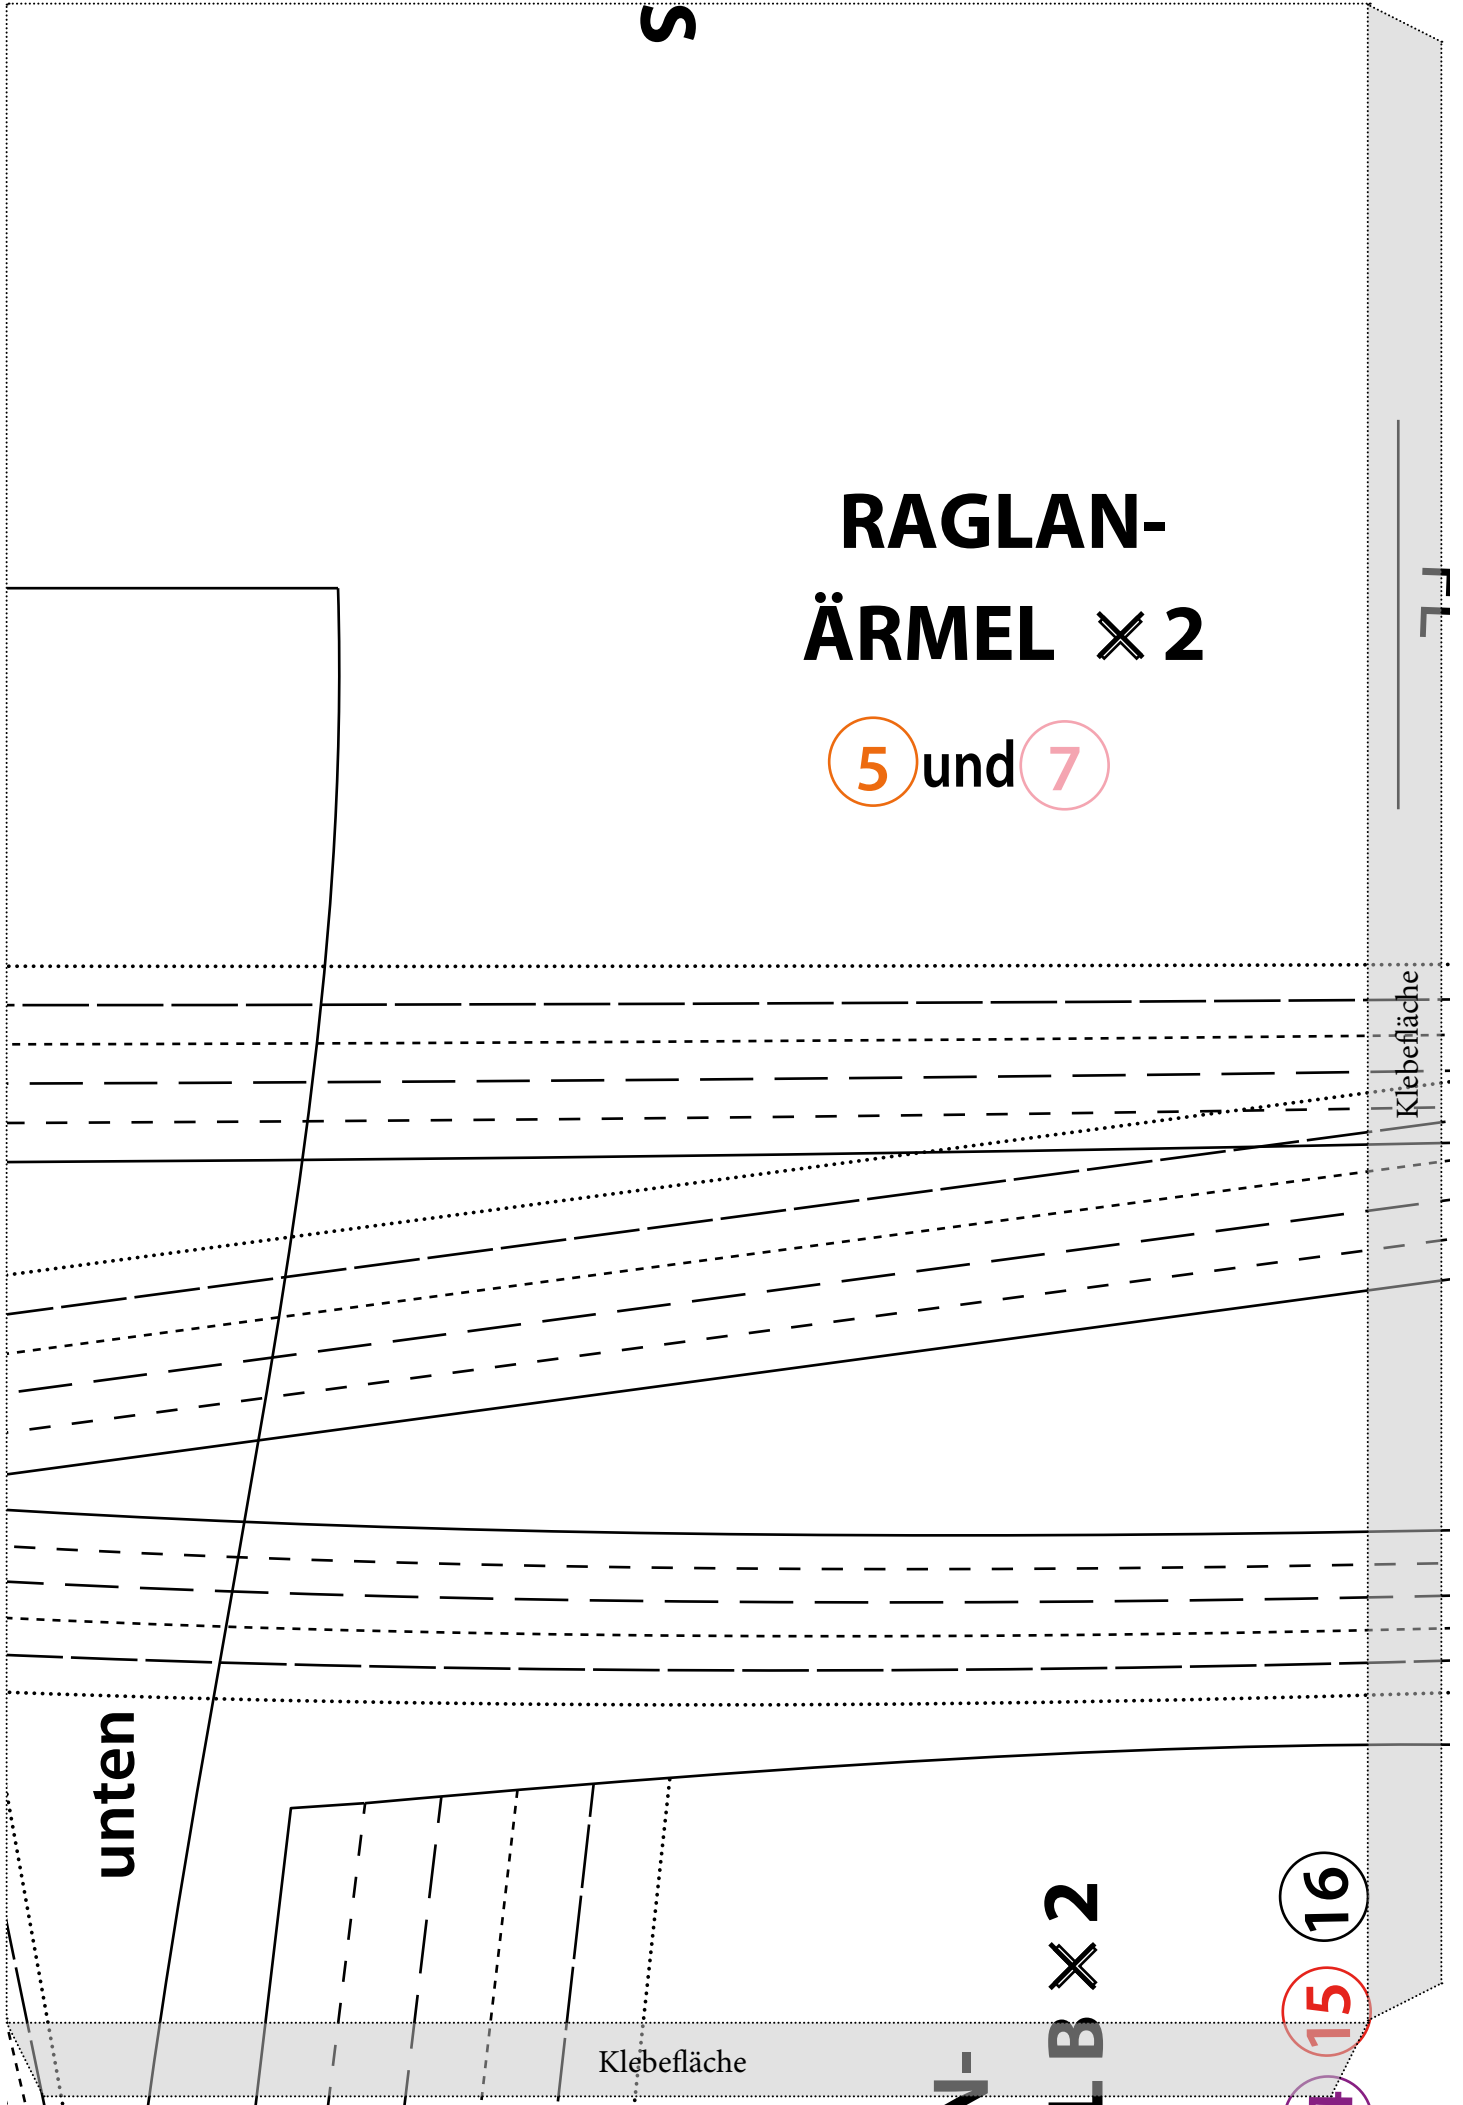 S
RAGLAN-
ÄRMEL × 2
5 und 7
Klebefläche
unten
B × 2
16
15
Klebefläche
N-